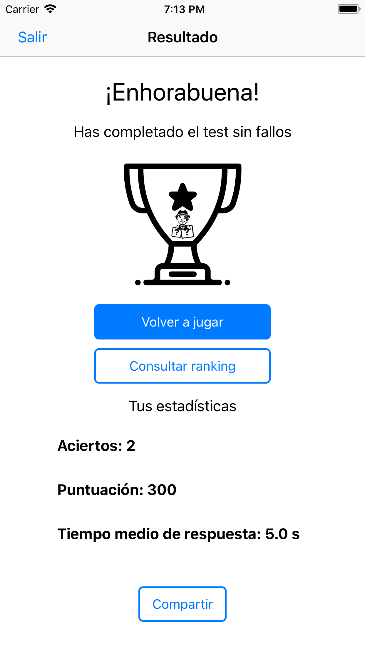 Carrier 7:13 PM
Salir Resultado
¡Enhorabuena!
Has completado el test sin fallos
Volver a jugar
Consultar ranking
Tus estadísticas
Aciertos: 2
Puntuación: 300
Tiempo medio de respuesta: 5.0 s
Compartir